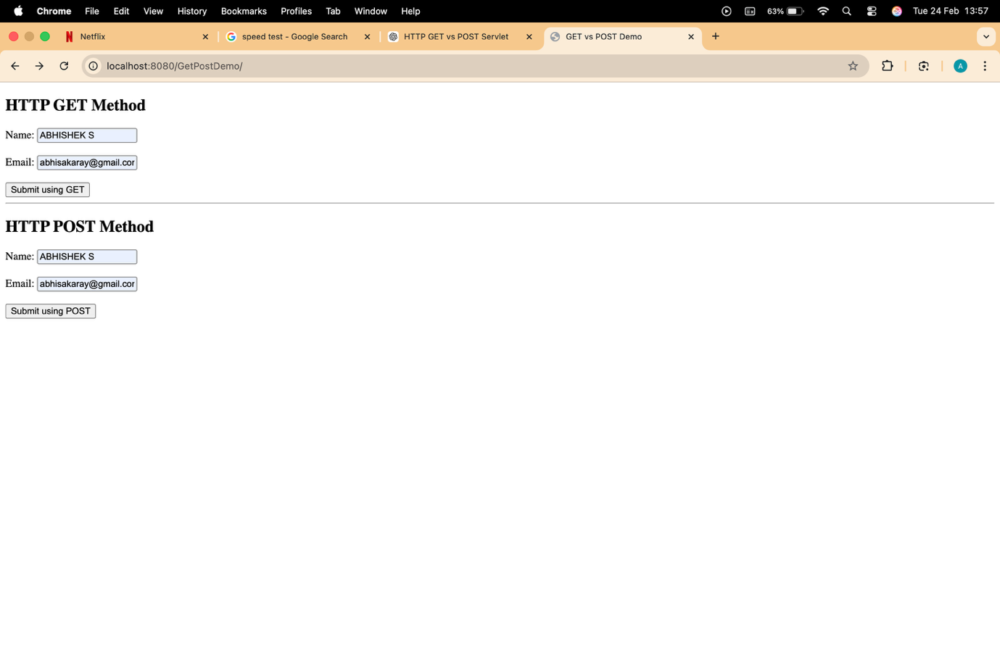 Chrome File Edit View History Bookmarks Profiles Tab Window Help 63% Tue 24 Feb 13:57
Netflix speed test - Google Search HTTP GET vs POST Servlet GET vs POST Demo
localhost:8080/GetPostDemo/ A
HTTP GET Method
Name: ABHISHEK S
Email: abhisakaray@gmail.cor
Submit using GET
HTTP POST Method
Name: ABHISHEK S
Email: abhisakaray@gmail.cor
Submit using POST